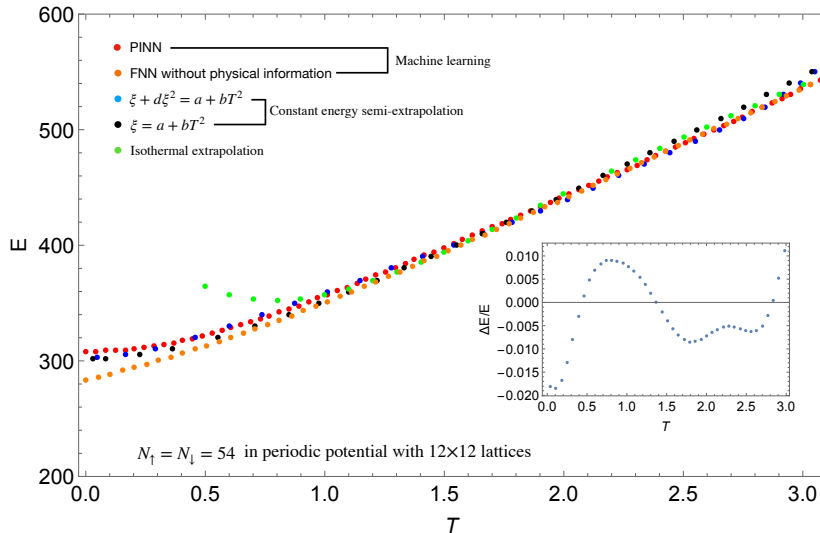 600
500
400
300
200
E
PINN
FNN without physical information
Machine learning
ξ + dξ² = a + bT²
ξ = a + bT²
Constant energy semi-extrapolation
Isothermal extrapolation
0.010
0.005
0.000
-0.005
-0.010
-0.015
-0.020
ΔE/E
0.0 0.5 1.0 1.5 2.0 2.5 3.0
T
N↑ = N↓ = 54 in periodic potential with 12×12 lattices
0.0 0.5 1.0 1.5 2.0 2.5 3.0
T